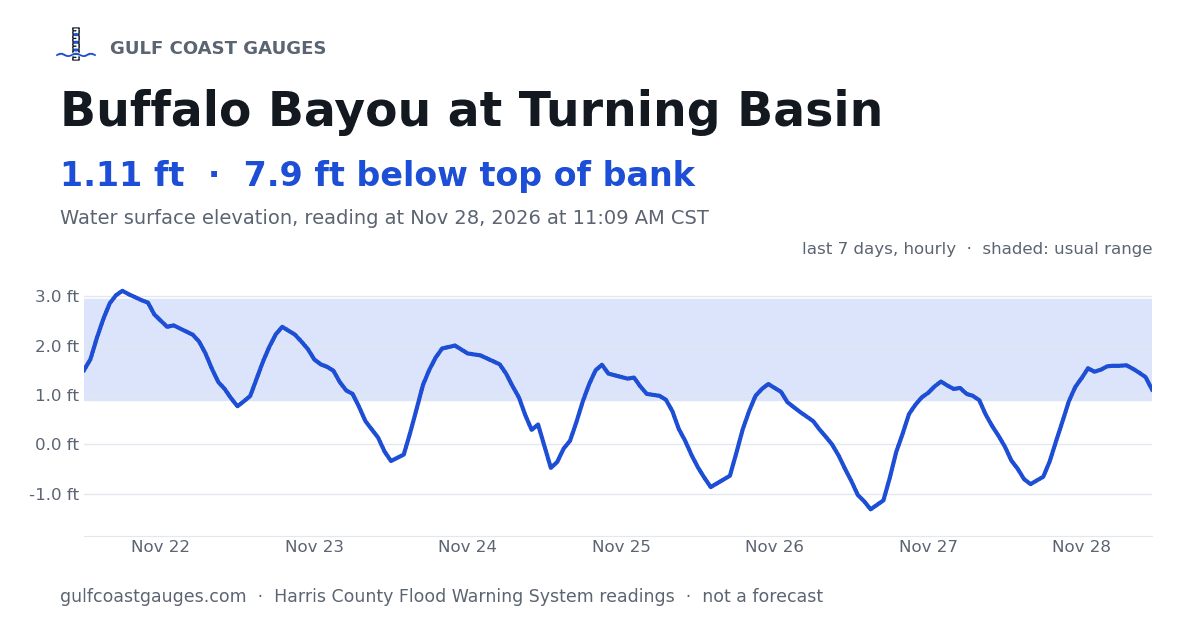 GULF COAST GAUGES
Buffalo Bayou at Turning Basin
1.11 ft · 7.9 ft below top of bank
Water surface elevation, reading at Nov 28, 2026 at 11:09 AM CST
last 7 days, hourly · shaded: usual range
3.0 ft
2.0 ft
1.0 ft
0.0 ft
-1.0 ft
Nov 22 Nov 23 Nov 24 Nov 25 Nov 26 Nov 27 Nov 28
gulfcoastgauges.com · Harris County Flood Warning System readings · not a forecast